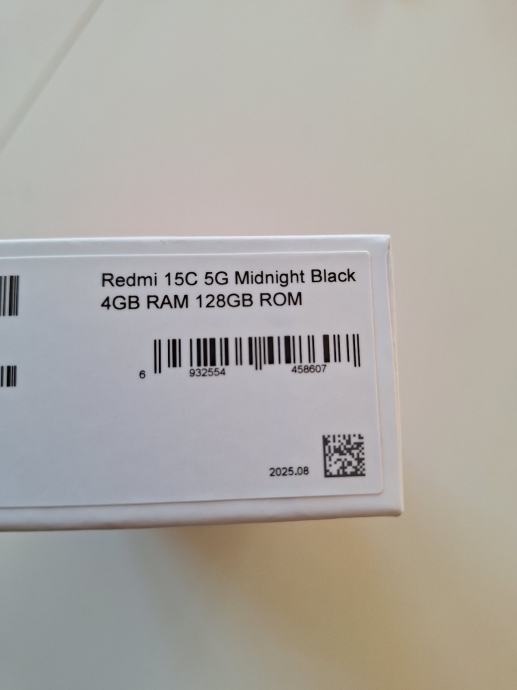 Redmi 15C 5G Midnight Black
4GB RAM 128GB ROM
6 932554 458607
2025.08